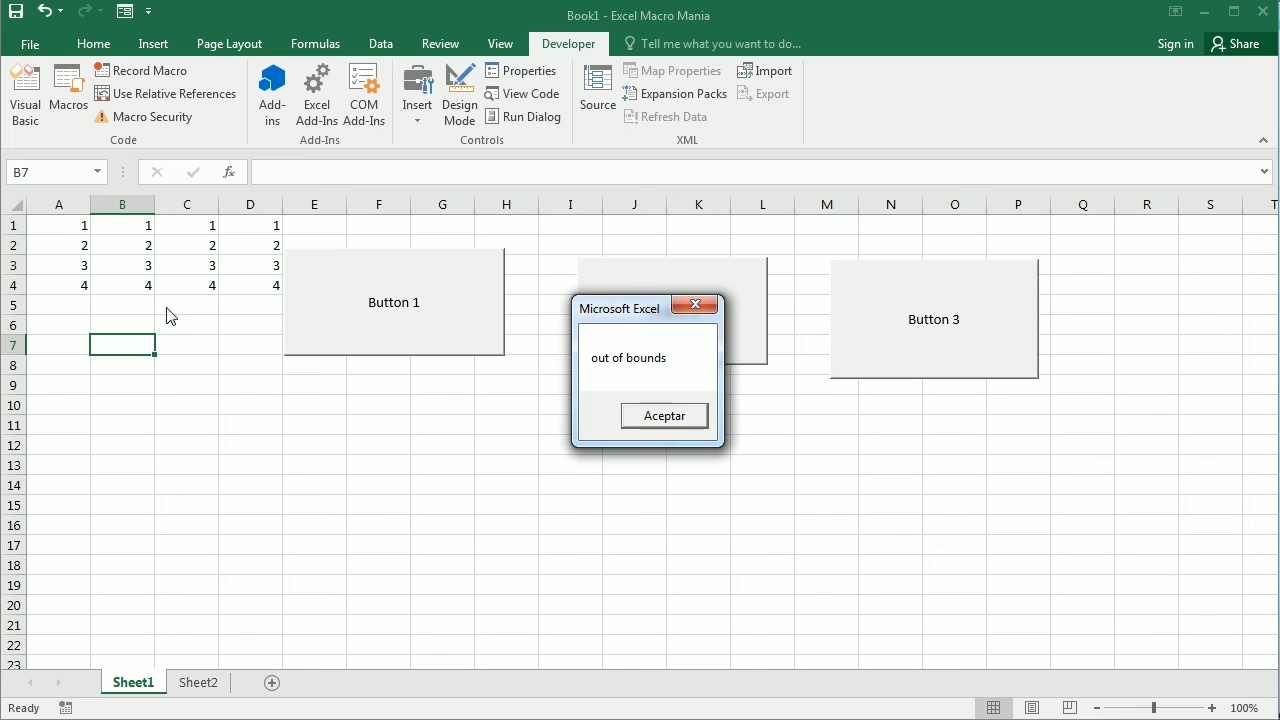 Book1 - Excel Macro Mania
File Home Insert Page Layout Formulas Data Review View Developer Tell me what you want to do... Sign in Share
Visual Basic
Macros
Record Macro
Use Relative References
Macro Security
Code
Add-ins
Excel Add-Ins
COM Add-Ins
Add-Ins
Insert
Design Mode
Properties
View Code
Run Dialog
Controls
Source
Map Properties
Expansion Packs
Refresh Data
Import
Export
XML
B7 fx
A B C D E F G H I J K L M N O P Q R S T
1 1 1 1 1
2 2 2 2 2
3 3 3 3 3
4 4 4 4 4
5
6
7
8
9
10
11
12
13
14
15
16
17
18
19
20
21
22
23
Button 1
Button 3
Microsoft Excel
out of bounds
Aceptar
Sheet1 Sheet2
Ready 100%